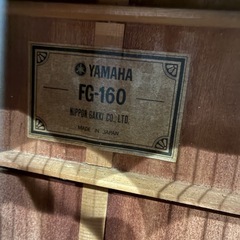 YAMAHA
FG-160
NIPPON GAKKI CO., LTD.
MADE IN JAPAN